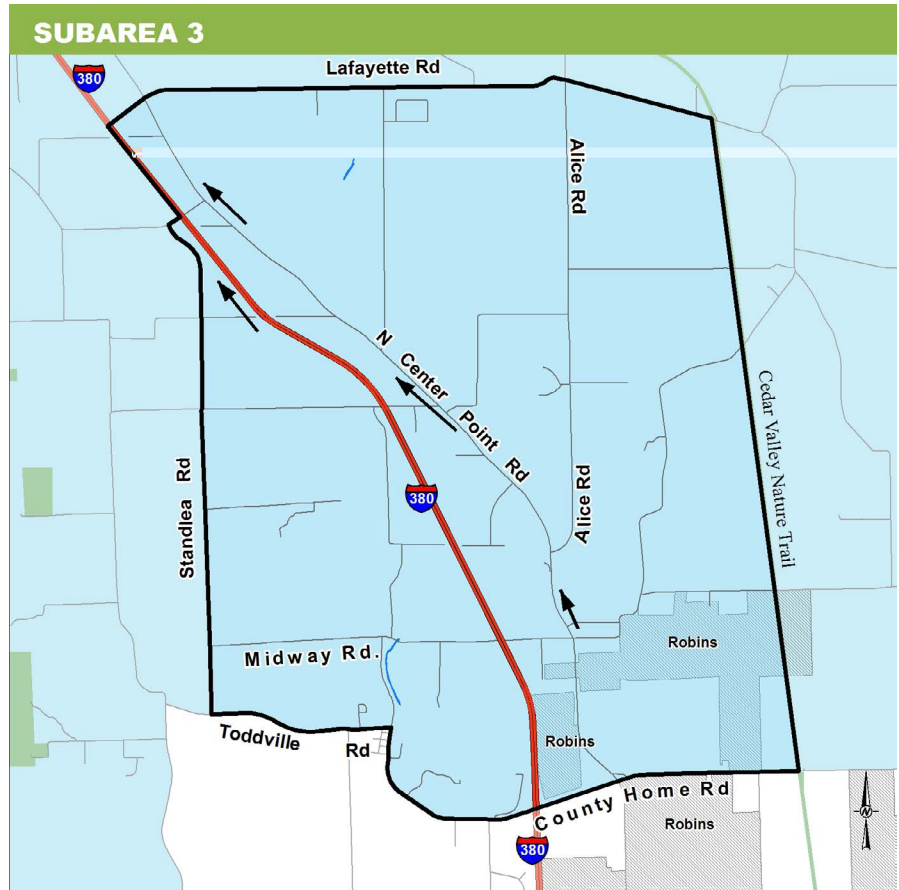 SUBAREA 3
380
Lafayette Rd
Alice Rd
N Center Point Rd
Cedar Valley Nature Trail
Standlea Rd
380
Alice Rd
Robins
Midway Rd.
Toddville Rd
Robins
County Home Rd
Robins
N
380